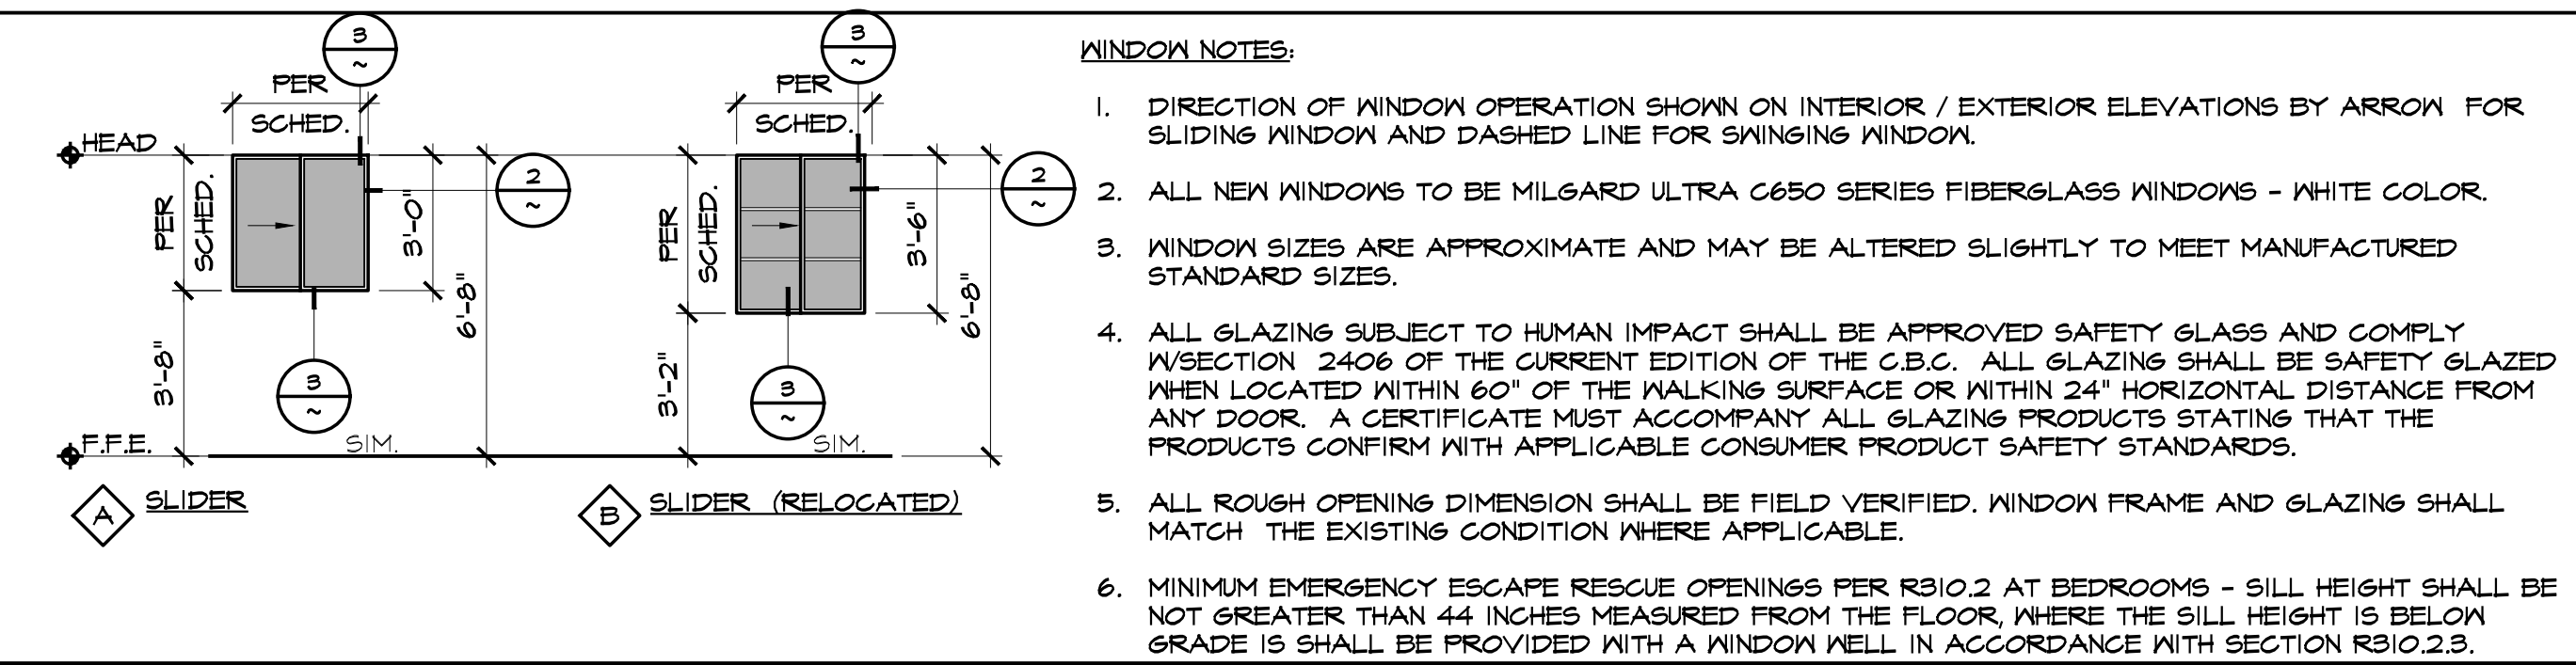 3
~
PER
SCHED.
HEAD
PER
SCHED.
3'-0"
2
~
6'-8"
3'-8"
3
~
F.F.E.
SIM.
A
SLIDER
3
~
PER
SCHED.
PER
SCHED.
3'-6"
2
~
6'-8"
3'-2"
3
~
SIM.
B
SLIDER (RELOCATED)
WINDOW NOTES:
1. DIRECTION OF WINDOW OPERATION SHOWN ON INTERIOR / EXTERIOR ELEVATIONS BY ARROW FOR
SLIDING WINDOW AND DASHED LINE FOR SWINGING WINDOW.
2. ALL NEW WINDOWS TO BE MILGARD ULTRA C650 SERIES FIBERGLASS WINDOWS - WHITE COLOR.
3. WINDOW SIZES ARE APPROXIMATE AND MAY BE ALTERED SLIGHTLY TO MEET MANUFACTURED
STANDARD SIZES.
4. ALL GLAZING SUBJECT TO HUMAN IMPACT SHALL BE APPROVED SAFETY GLASS AND COMPLY
W/SECTION 2406 OF THE CURRENT EDITION OF THE C.B.C. ALL GLAZING SHALL BE SAFETY GLAZED
WHEN LOCATED WITHIN 60" OF THE WALKING SURFACE OR WITHIN 24" HORIZONTAL DISTANCE FROM
ANY DOOR. A CERTIFICATE MUST ACCOMPANY ALL GLAZING PRODUCTS STATING THAT THE
PRODUCTS CONFIRM WITH APPLICABLE CONSUMER PRODUCT SAFETY STANDARDS.
5. ALL ROUGH OPENING DIMENSION SHALL BE FIELD VERIFIED. WINDOW FRAME AND GLAZING SHALL
MATCH THE EXISTING CONDITION WHERE APPLICABLE.
6. MINIMUM EMERGENCY ESCAPE RESCUE OPENINGS PER R310.2 AT BEDROOMS - SILL HEIGHT SHALL BE
NOT GREATER THAN 44 INCHES MEASURED FROM THE FLOOR, WHERE THE SILL HEIGHT IS BELOW
GRADE IS SHALL BE PROVIDED WITH A WINDOW WELL IN ACCORDANCE WITH SECTION R310.2.3.